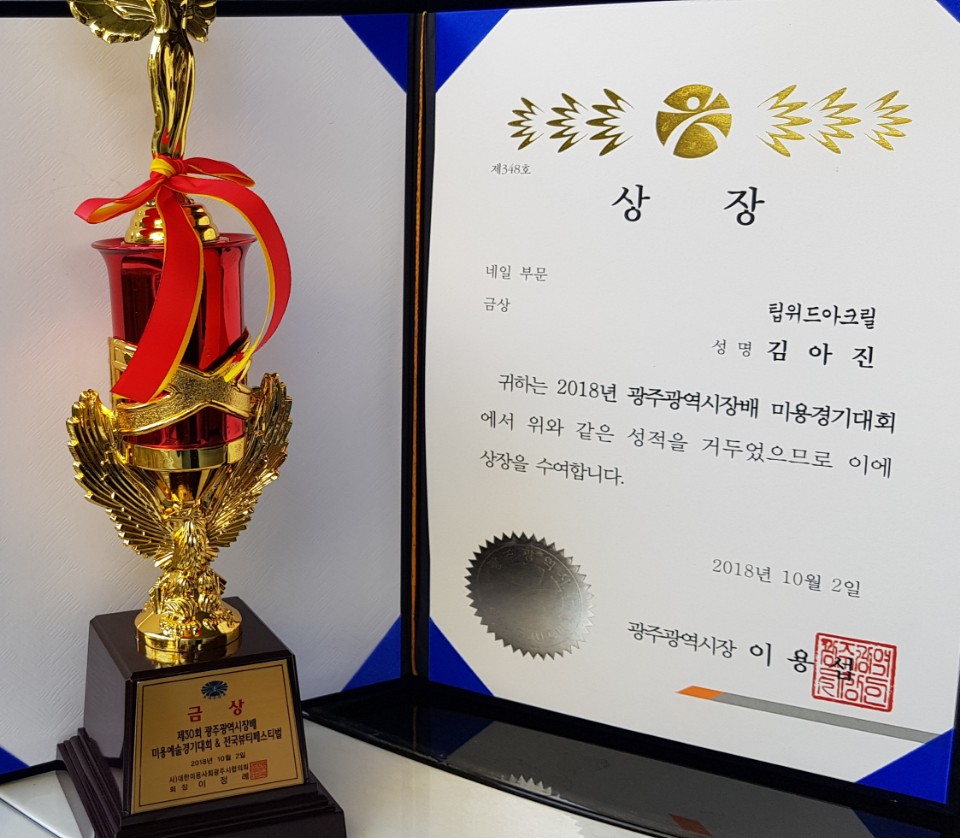 제348호
상 장
네일 부문
금상
팁위드아크릴
성 명 김 아 진
귀하는 2018년 광주광역시장배 미용경기대회
에서 위와 같은 성적을 거두었으므로 이에
상장을 수여합니다.
2018년 10월 2일
광주광역시장 이 용 섭
금 상
제30회 광주광역시장배
미용예술경기대회 & 전국뷰티페스티벌
2018년 10월 2일
회 장 이 정 래